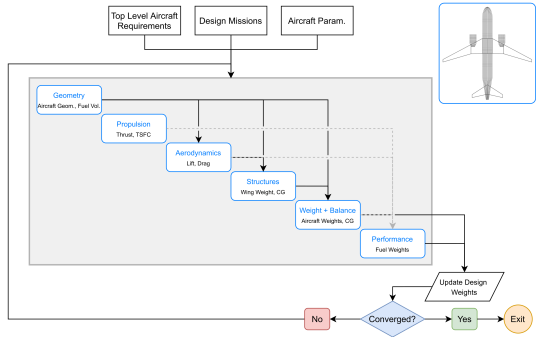 Top Level Aircraft
Requirements
Design Missions
Aircraft Param.
Geometry
Aircraft Geom., Fuel Vol.
Propulsion
Thrust, TSFC
Aerodynamics
Lift, Drag
Structures
Wing Weight, CG
Weight + Balance
Aircraft Weights, CG
Performance
Fuel Weights
Update Design
Weights
No
Converged?
Yes
Exit